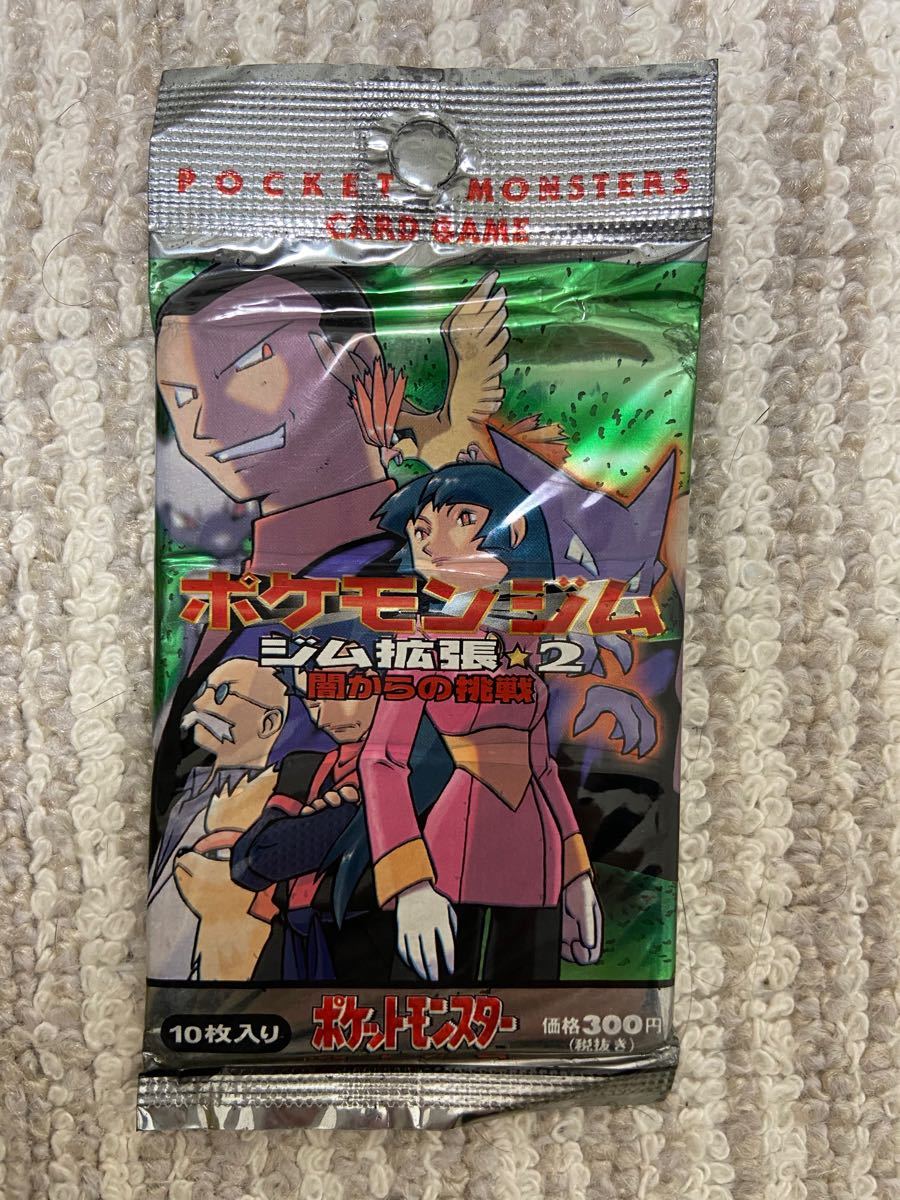 POCKET MONSTERS
CARD GAME
ポケモンジム
ジム拡張★2
闇からの挑戦
10枚入り
ポケットモンスター
価格300円
(税抜き)